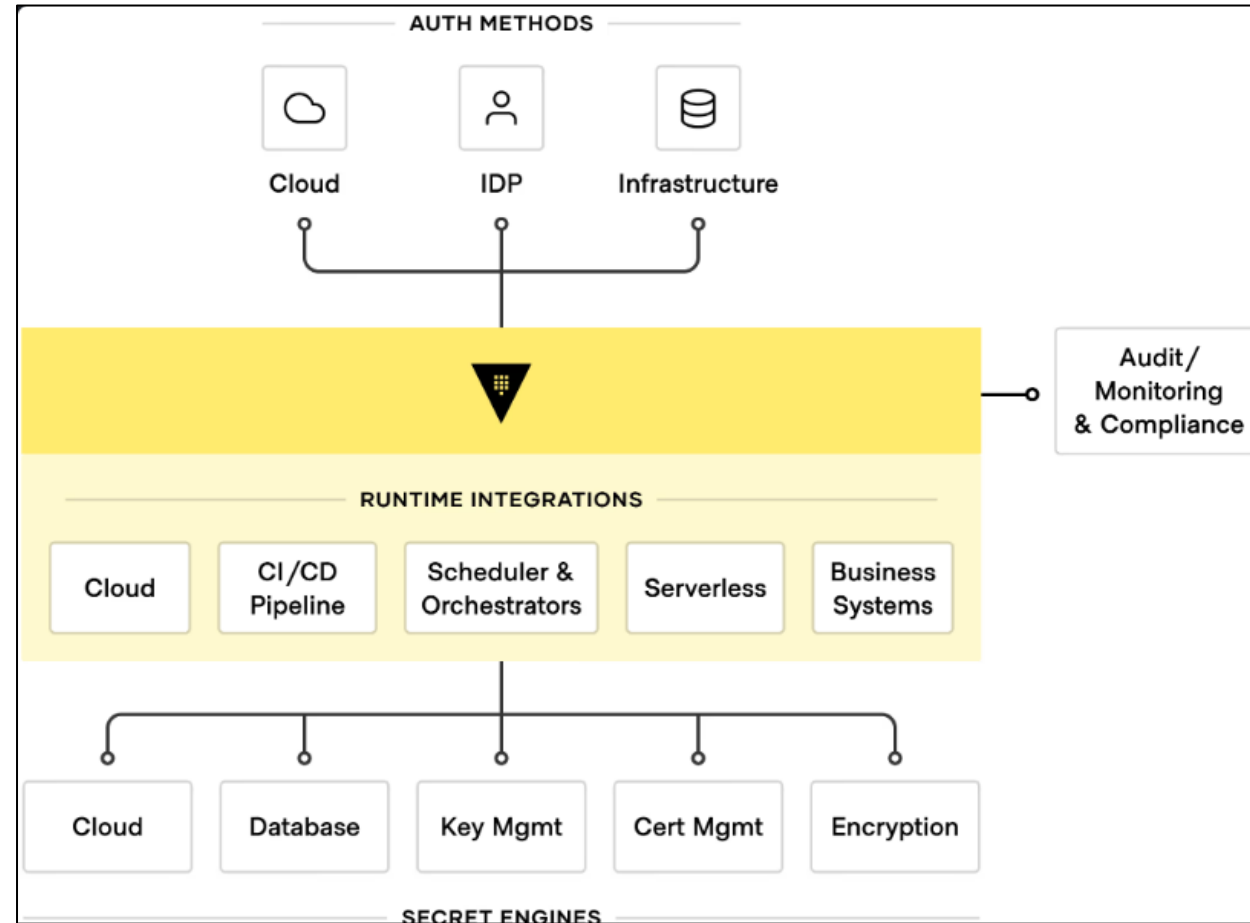 AUTH METHODS
Cloud
IDP
Infrastructure
Audit/
Monitoring
& Compliance
RUNTIME INTEGRATIONS
Cloud
CI/CD
Pipeline
Scheduler &
Orchestrators
Serverless
Business
Systems
Cloud
Database
Key Mgmt
Cert Mgmt
Encryption
SECRET ENGINES